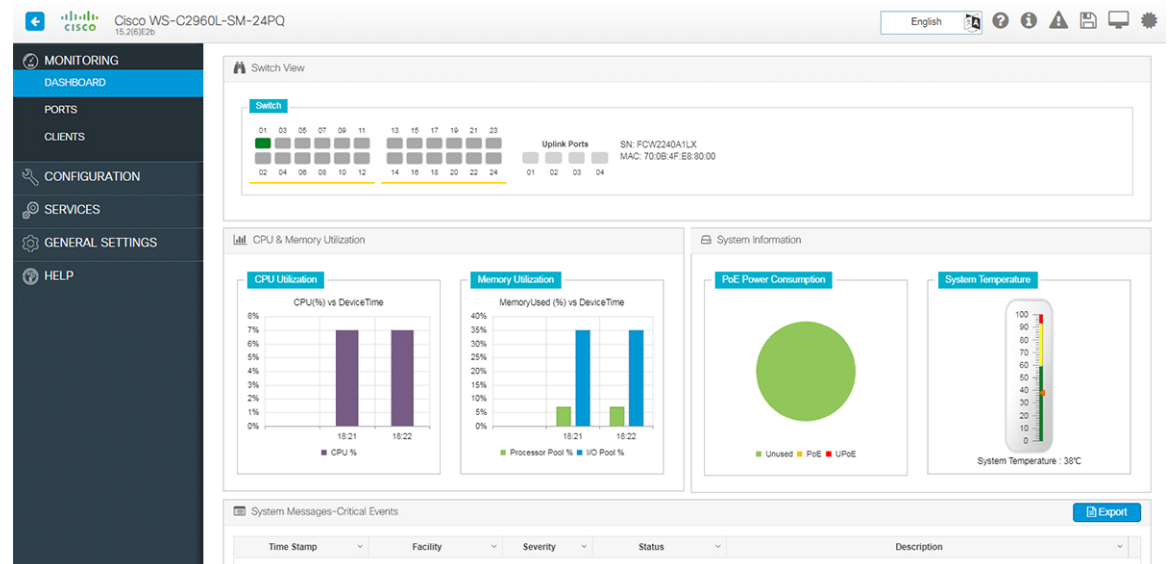 cisco
Cisco WS-C2960L-SM-24PQ
15.2(6)E2b
English
MONITORING
DASHBOARD
PORTS
CLIENTS
CONFIGURATION
SERVICES
GENERAL SETTINGS
HELP
Switch View
Switch
01 03 05 07 09 11 13 15 17 19 21 23
02 04 06 08 10 12 14 16 18 20 22 24
Uplink Ports
01 02 03 04
SN: FCW2240A1LX
MAC: 70:0B:4F:E8:80:00
CPU & Memory Utilization
CPU Utilization
CPU(%) vs DeviceTime
8%
7%
6%
5%
4%
3%
2%
1%
0%
18:21 18:22
CPU %
Memory Utilization
MemoryUsed (%) vs DeviceTime
40%
35%
30%
25%
20%
15%
10%
5%
0%
18:21 18:22
Processor Pool % I/O Pool %
System Information
PoE Power Consumption
Unused PoE UPoE
System Temperature
100
90
80
70
60
50
40
30
20
10
0
System Temperature : 38°C
System Messages-Critical Events
Export
Time Stamp Facility Severity Status Description